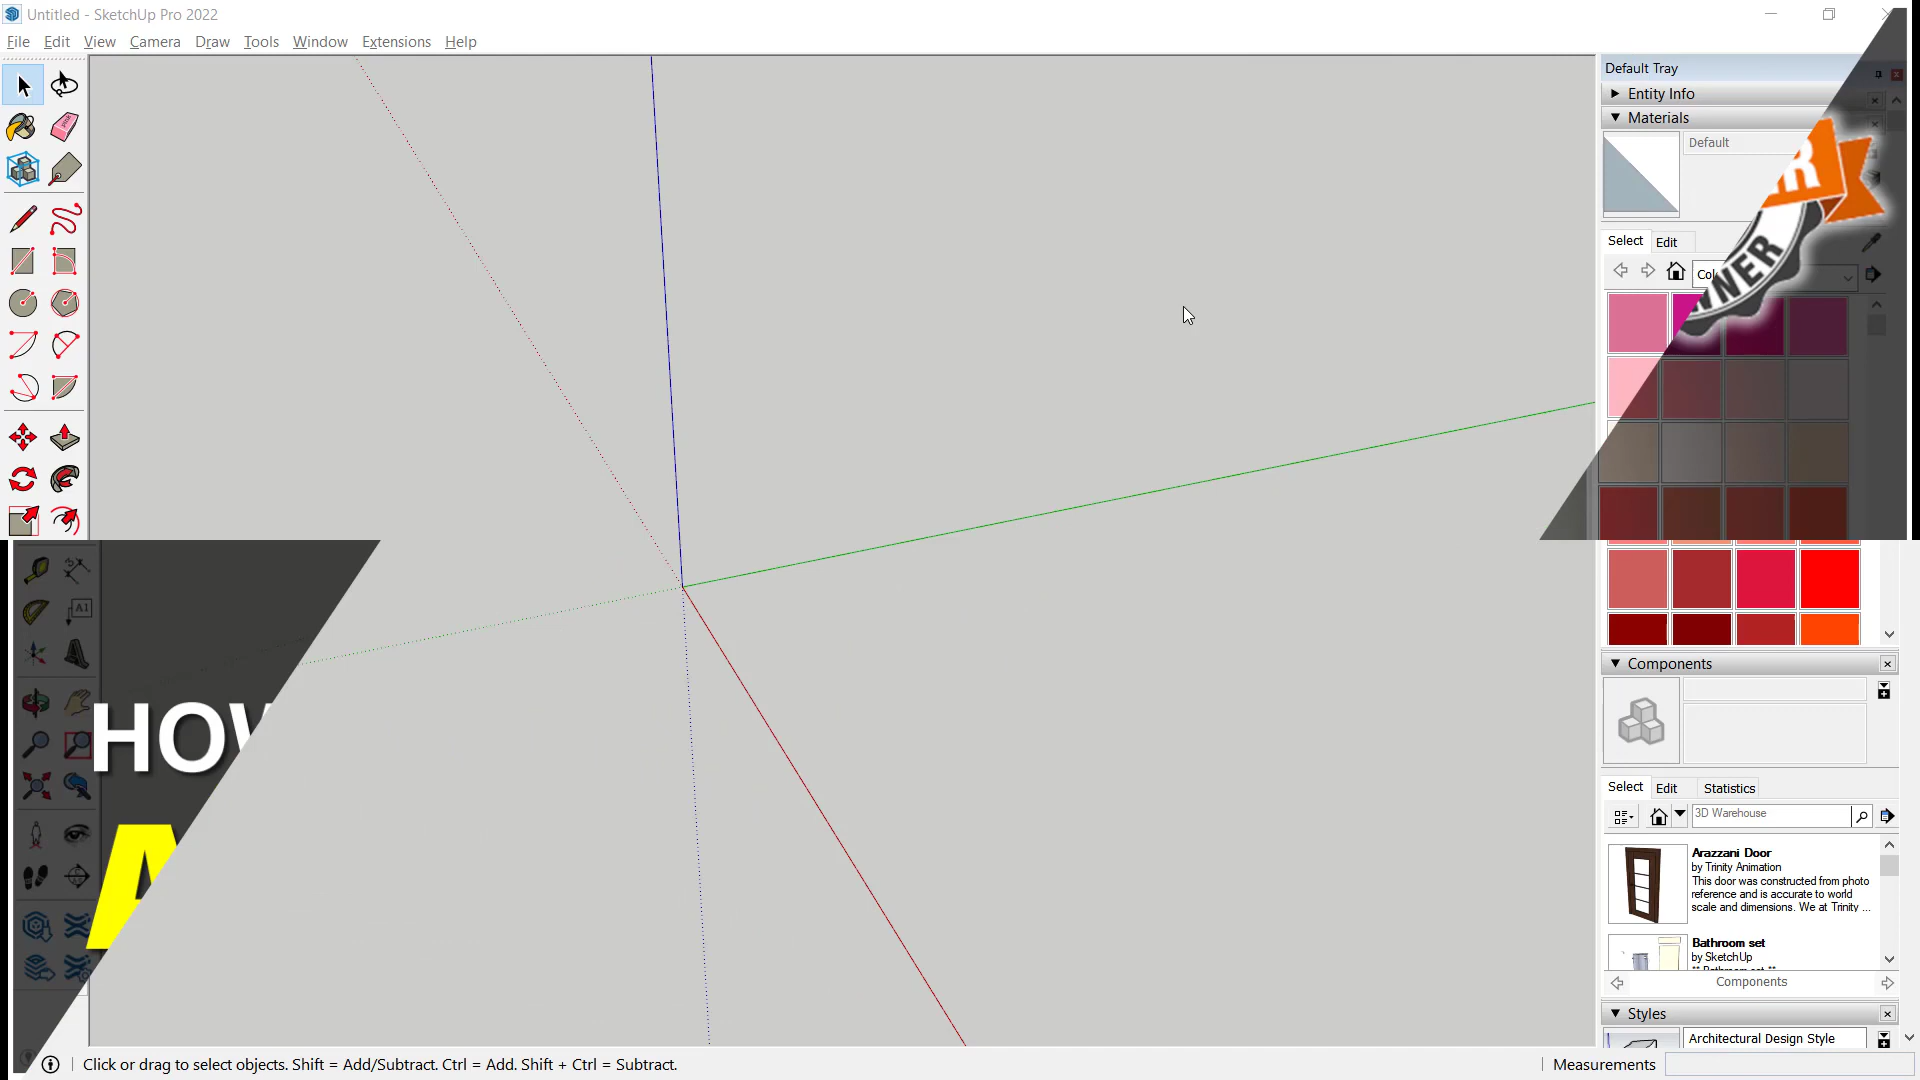 Untitled - SketchUp Pro 2022
File Edit View Camera Draw Tools Window Extensions Help
Default Tray
Entity Info
Materials
Default
Select Edit
HOW
Components
Select Edit Statistics
3D Warehouse
Arazzani Door
by Trinity Animation
This door was constructed from photo
reference and is accurate to world
scale and dimensions. We at Trinity ...
Bathroom set
by SketchUp
Components
Styles
Architectural Design Style
Click or drag to select objects. Shift = Add/Subtract. Ctrl = Add. Shift + Ctrl = Subtract.
Measurements